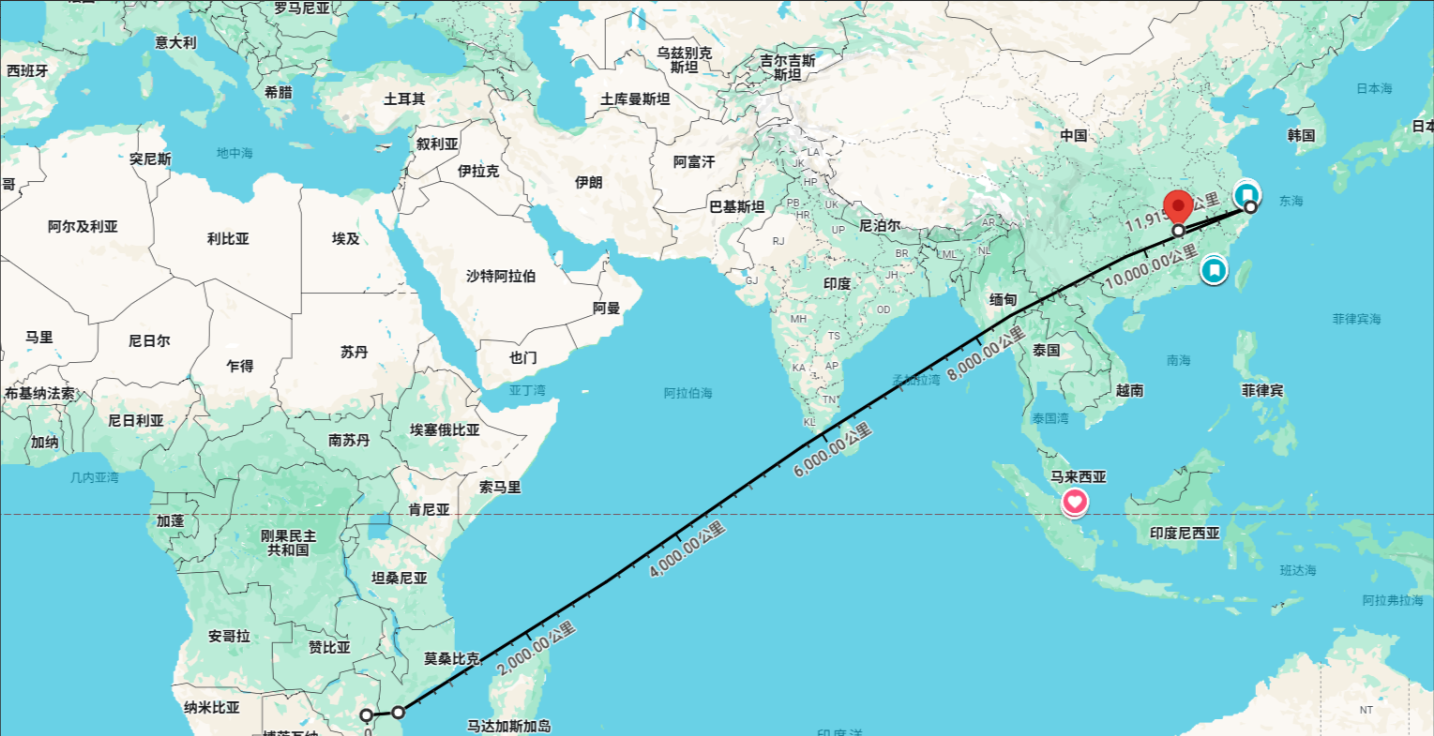 罗马尼亚
意大利
西班牙
希腊
土耳其
乌兹别克
斯坦
吉尔吉斯
斯坦
土库曼斯坦
日本海
中国
韩国
突尼斯
地中海
叙利亚
伊拉克
伊朗
阿富汗
LA
JK
HP
哥
阿尔及利亚
利比亚
埃及
沙特阿拉伯
巴基斯坦
PB
HR
UK
UP
RJ
尼泊尔
AR
NL
BR
ML
东海
公里
GJ
印度
JH
OD
10,000.00公里
阿曼
缅甸
MH
TS
菲律宾海
马里
尼日尔
乍得
苏丹
也门
亚丁湾
阿拉伯海
KA
AP
TN
KL
孟加拉湾
8,000.00公里
泰国
南海
越南
菲律宾
泰国湾
布基纳法索
尼日利亚
加纳
南苏丹
埃塞俄比亚
几内亚湾
索马里
6,000.00公里
马来西亚
加蓬
刚果民主
共和国
肯尼亚
4,000.00公里
印度尼西亚
坦桑尼亚
班达海
阿拉弗拉海
安哥拉
赞比亚
莫桑比克
2,000.00公里
纳米比亚
马达加斯加岛
NT
印度洋